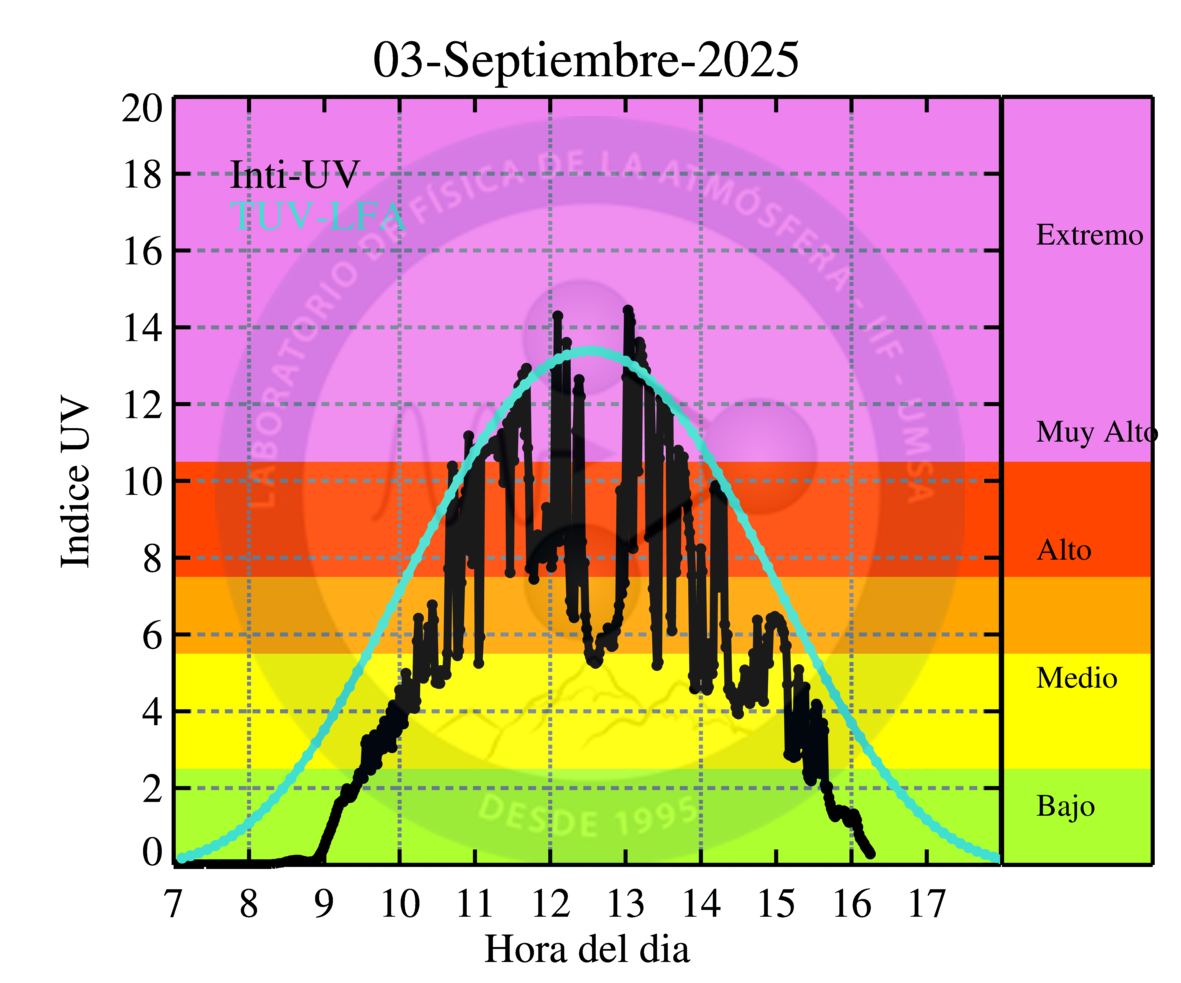 03-Septiembre-2025
20
18
16
14
12
10
8
6
4
2
0
Indice UV
Inti-UV
TUV-LFA
LABORATORIO DE FÍSICA DE LA ATMÓSFERA - IIF - UMSA
DESDE 1995
Extremo
Muy Alto
Alto
Medio
Bajo
7 8 9 10 11 12 13 14 15 16 17
Hora del dia